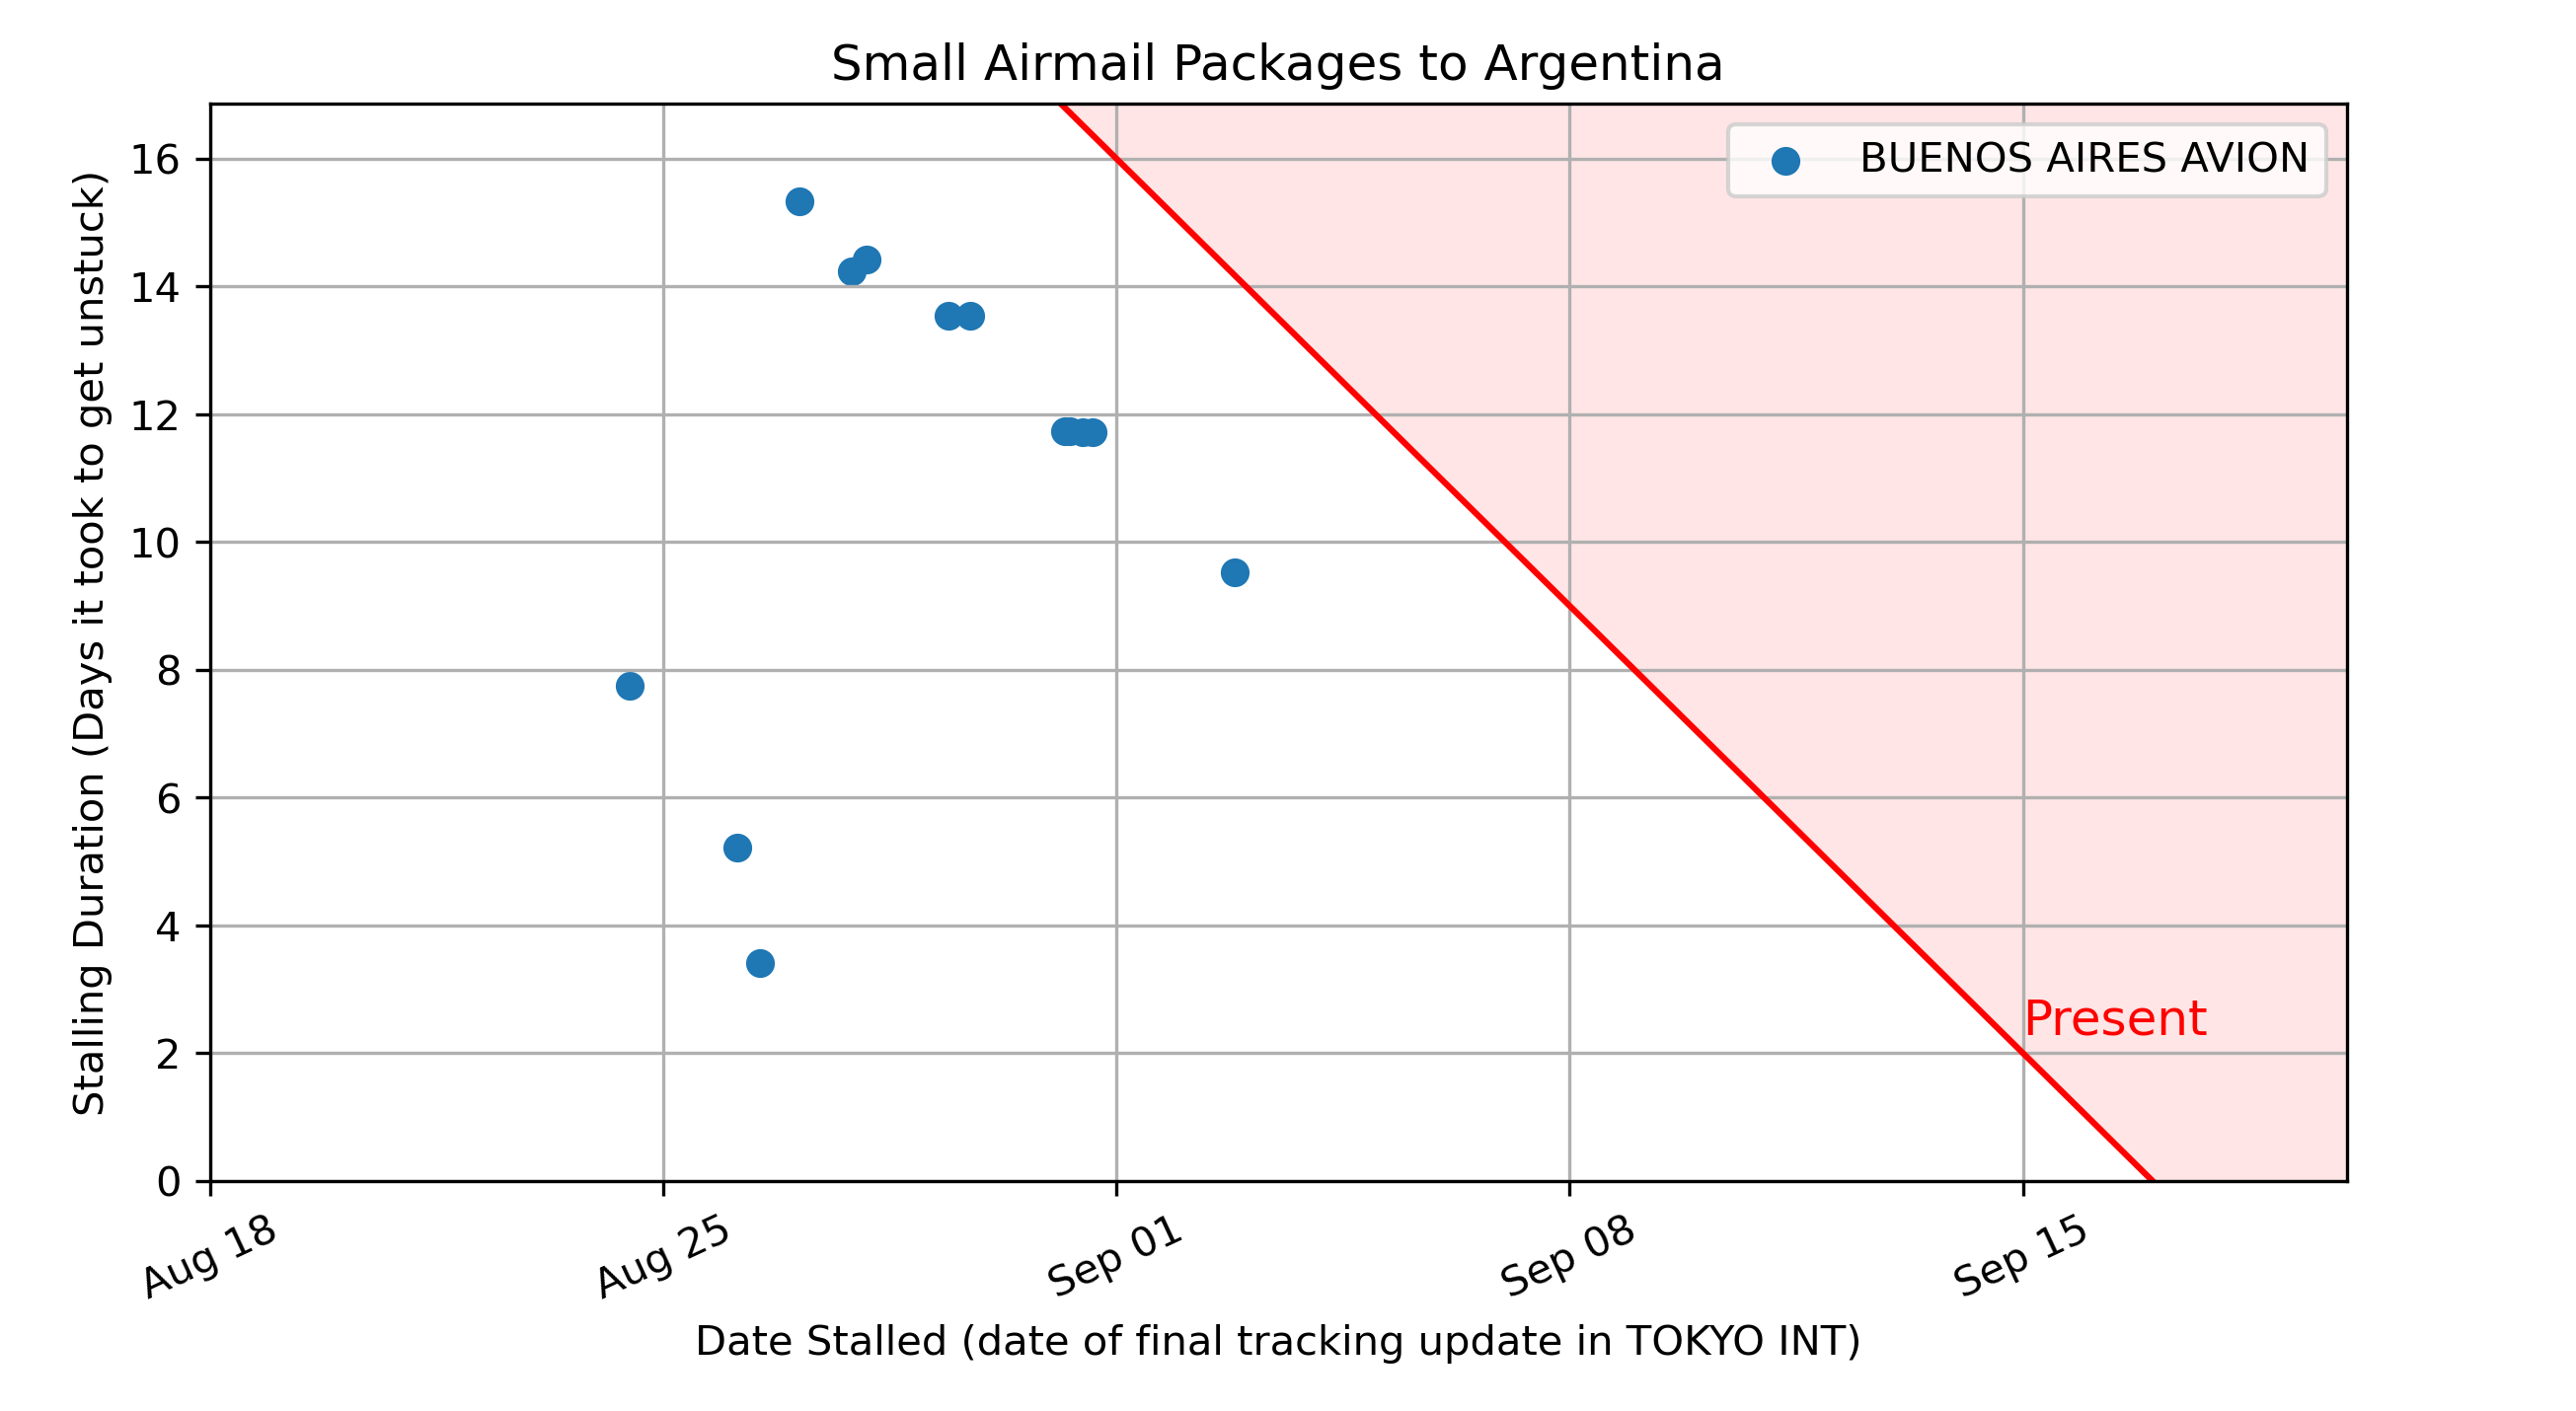 Small Airmail Packages to Argentina
BUENOS AIRES AVION
Stalling Duration (Days it took to get unstuck)
16
14
12
10
8
6
4
2
0
Present
Aug 18
Aug 25
Sep 01
Sep 08
Sep 15
Date Stalled (date of final tracking update in TOKYO INT)